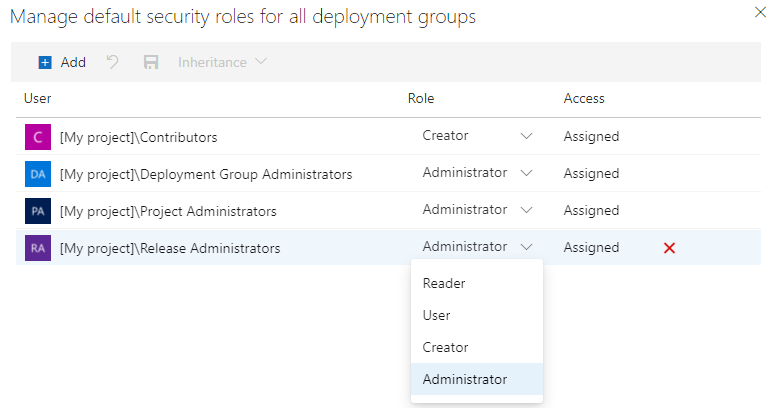 Manage default security roles for all deployment groups
Add Inheritance
User Role Access
C [My project]\Contributors Creator Assigned
DA [My project]\Deployment Group Administrators Administrator Assigned
PA [My project]\Project Administrators Administrator Assigned
RA [My project]\Release Administrators Administrator Assigned
Reader
User
Creator
Administrator